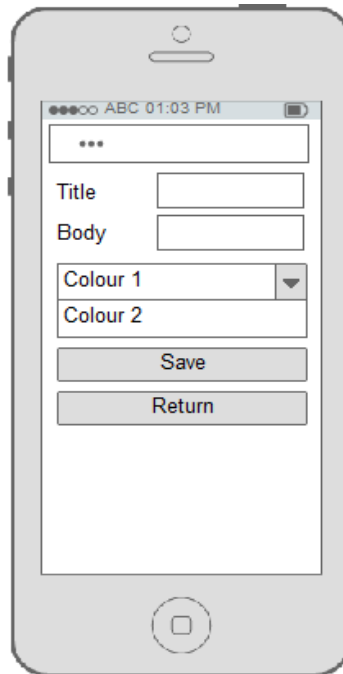 ABC 01:03 PM
•••
Title
Body
Colour 1
Colour 2
Save
Return